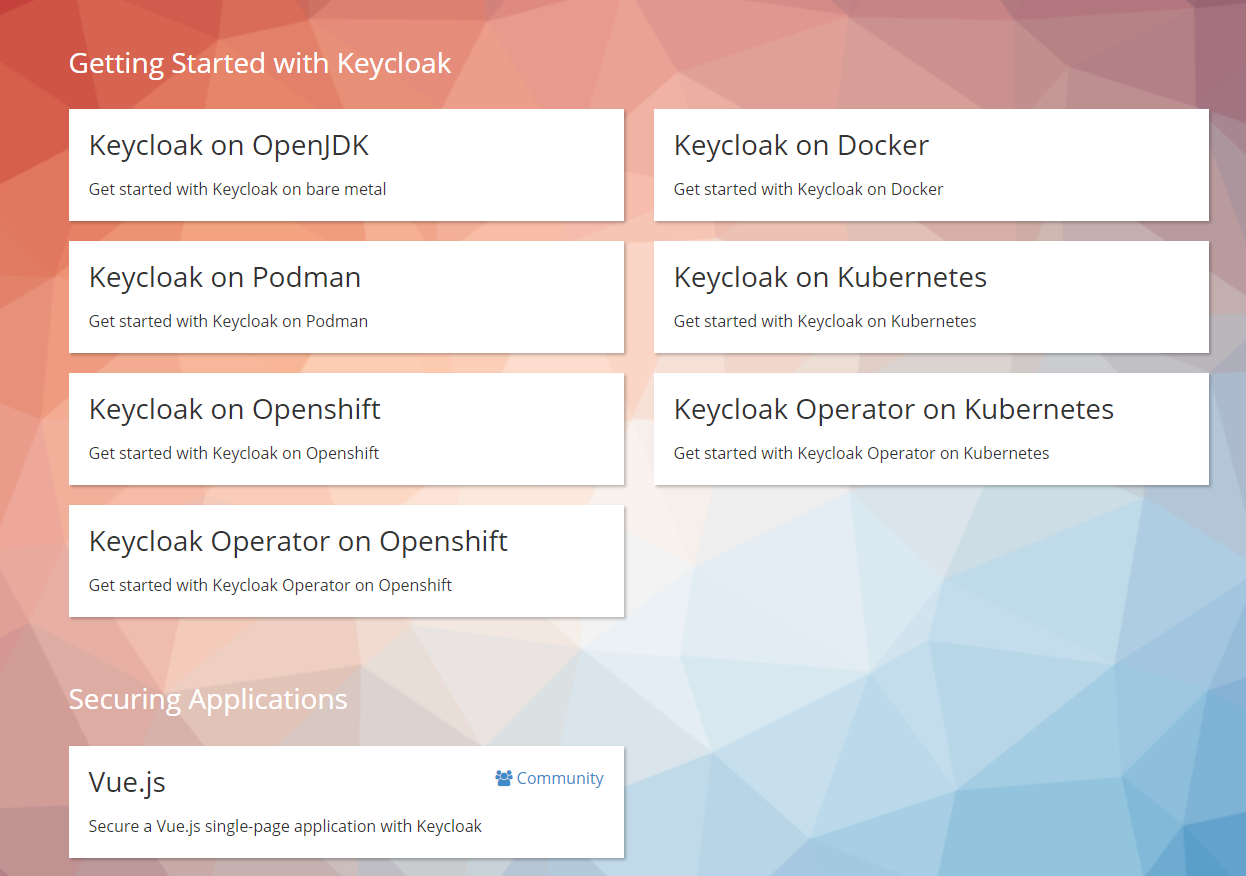 Getting Started with Keycloak
Keycloak on OpenJDK
Get started with Keycloak on bare metal
Keycloak on Docker
Get started with Keycloak on Docker
Keycloak on Podman
Get started with Keycloak on Podman
Keycloak on Kubernetes
Get started with Keycloak on Kubernetes
Keycloak on Openshift
Get started with Keycloak on Openshift
Keycloak Operator on Kubernetes
Get started with Keycloak Operator on Kubernetes
Keycloak Operator on Openshift
Get started with Keycloak Operator on Openshift
Securing Applications
Vue.js
Community
Secure a Vue.js single-page application with Keycloak